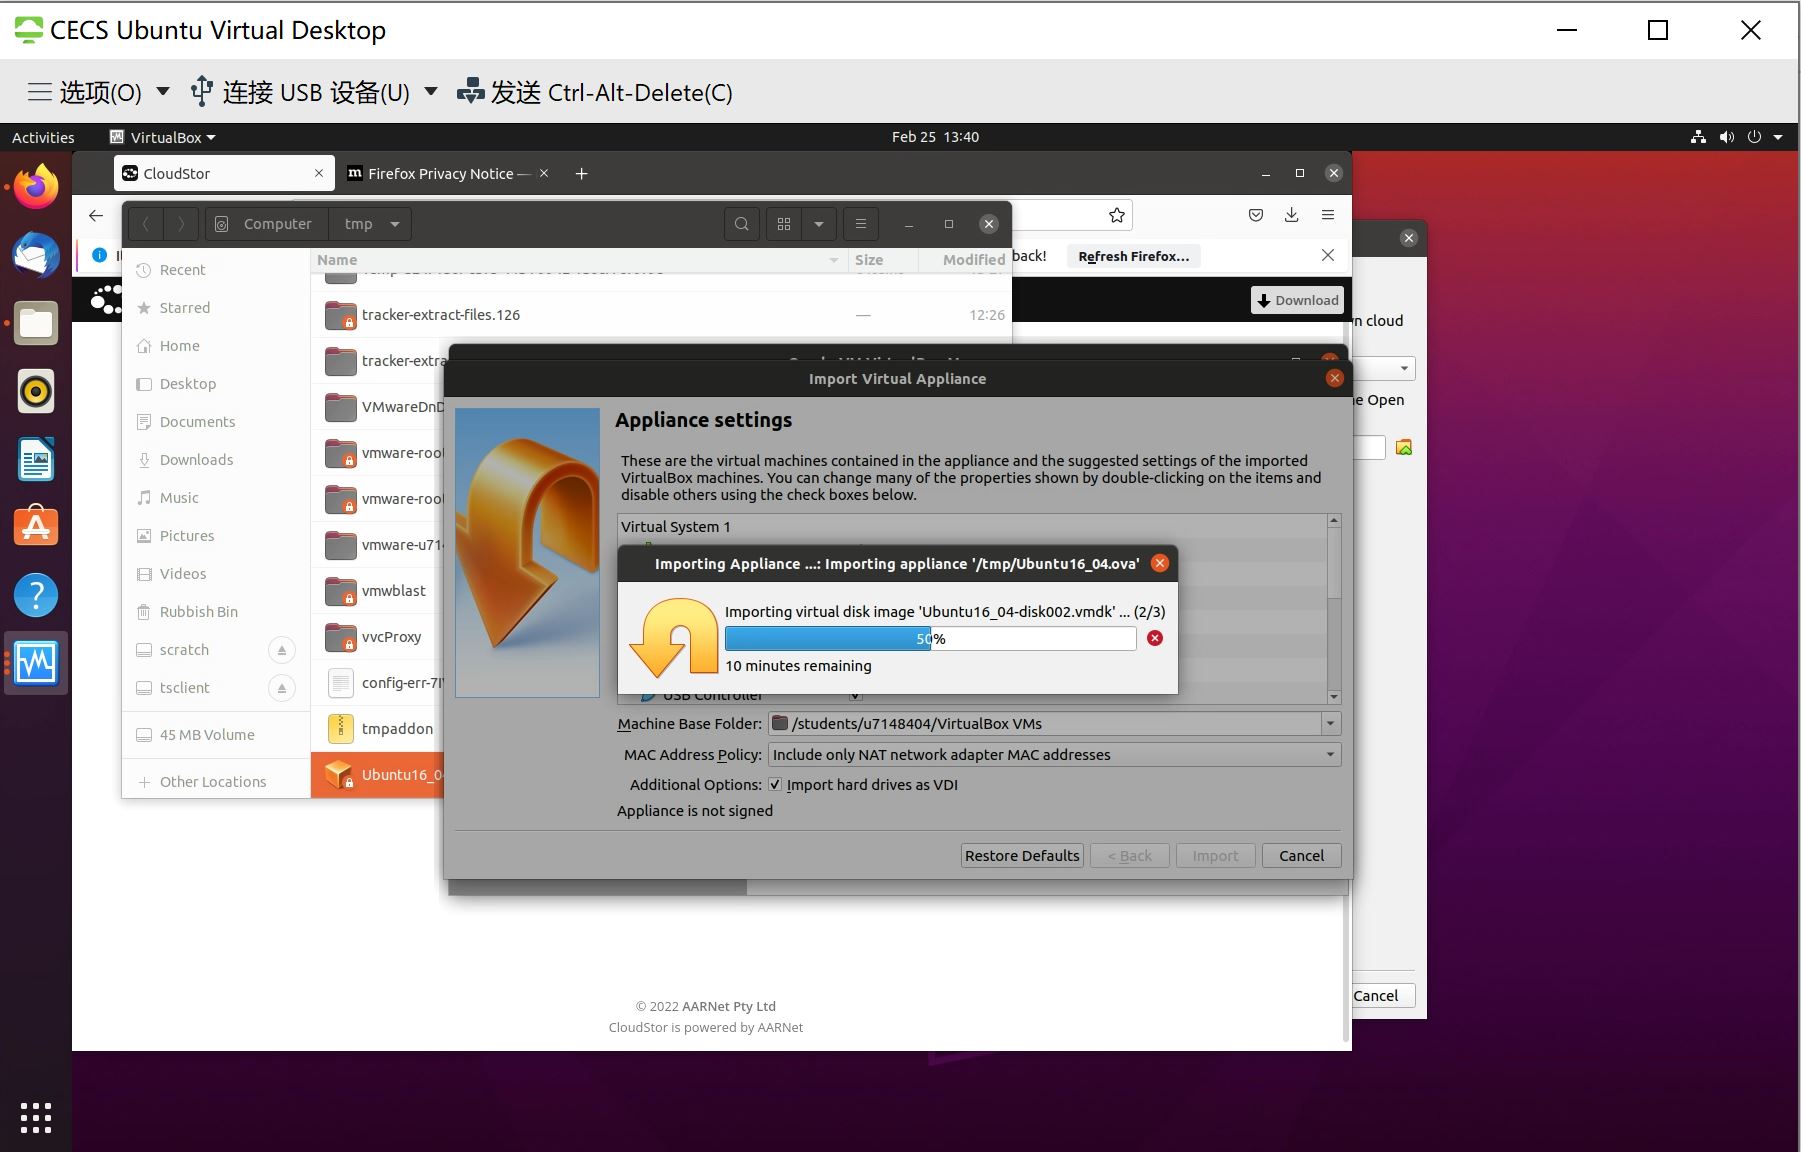 CECS Ubuntu Virtual Desktop
选项(O) 连接 USB 设备(U) 发送 Ctrl-Alt-Delete(C)
Activities VirtualBox Feb 25 13:40
CloudStor Firefox Privacy Notice —
Computer tmp
back! Refresh Firefox...
Name Size Modified
Download
Recent
Starred
Home
Desktop
Documents
Downloads
Music
Pictures
Videos
Rubbish Bin
scratch
tsclient
45 MB Volume
Other Locations
tracker-extract-files.126 — 12:26
tracker-extra
VMwareDnD
vmware-roo
vmware-roo
vmware-u71
vmwblast
vvcProxy
config-err-7I
tmpaddon
Ubuntu16_04
n cloud
e Open
Cancel
Import Virtual Appliance
Appliance settings
These are the virtual machines contained in the appliance and the suggested settings of the imported
VirtualBox machines. You can change many of the properties shown by double-clicking on the items and
disable others using the check boxes below.
Virtual System 1
Importing Appliance ...: Importing appliance '/tmp/Ubuntu16_04.ova'
Importing virtual disk image 'Ubuntu16_04-disk002.vmdk' ... (2/3)
50%
10 minutes remaining
USB Controller
Machine Base Folder: /students/u7148404/VirtualBox VMs
MAC Address Policy: Include only NAT network adapter MAC addresses
Additional Options: Import hard drives as VDI
Appliance is not signed
Restore Defaults < Back Import Cancel
© 2022 AARNet Pty Ltd
CloudStor is powered by AARNet